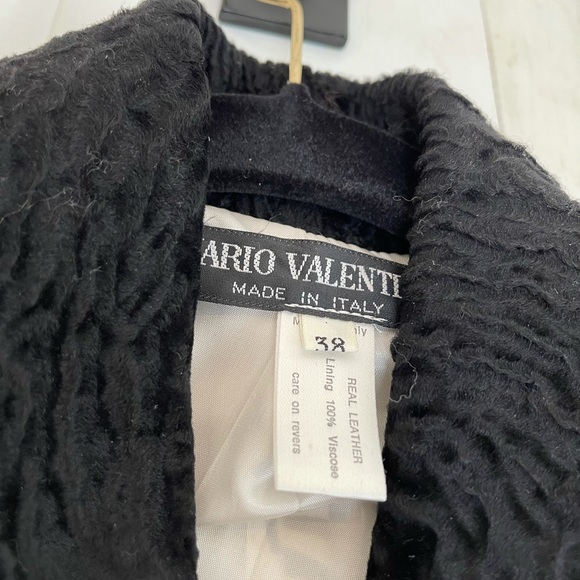 ARIO VALENTI
MADE IN ITALY
38
REAL LEATHER
Lining 100% Viscose
care on revers